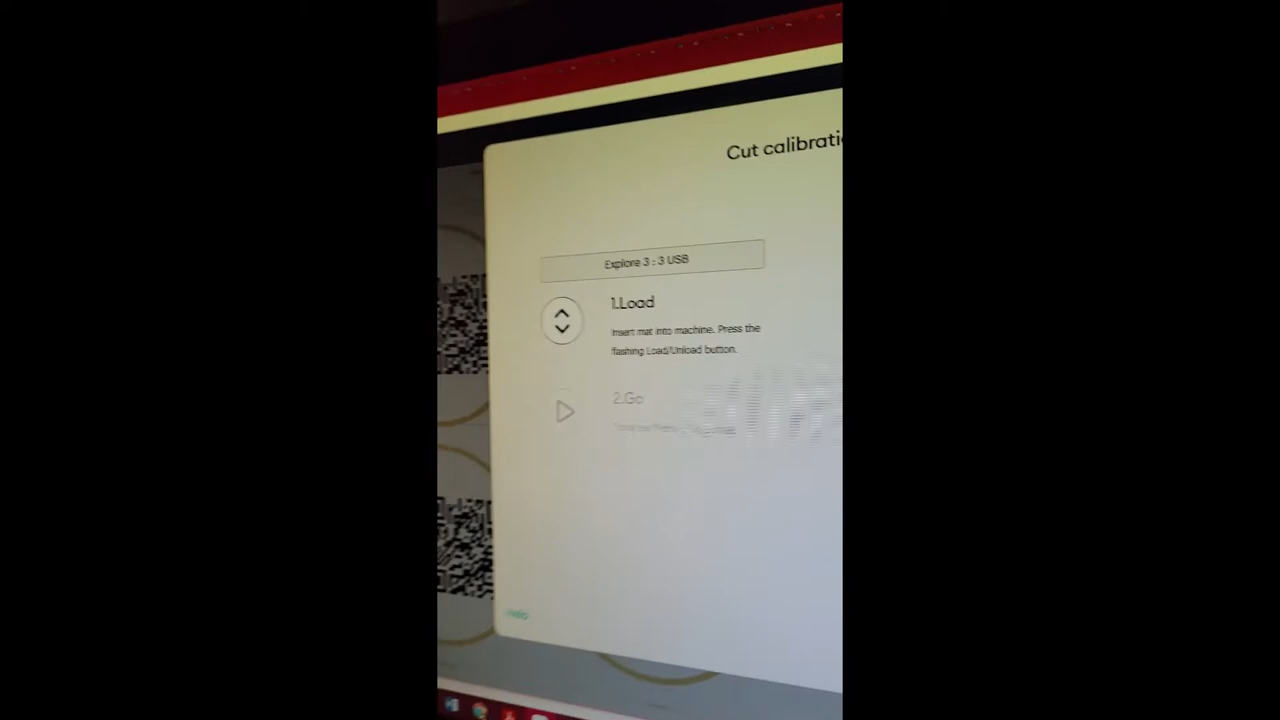 Cut calibrati
Explore 3 : 3 USB
1.Load
Insert mat into machine. Press the
flashing Load/Unload button.
2.Go
Help